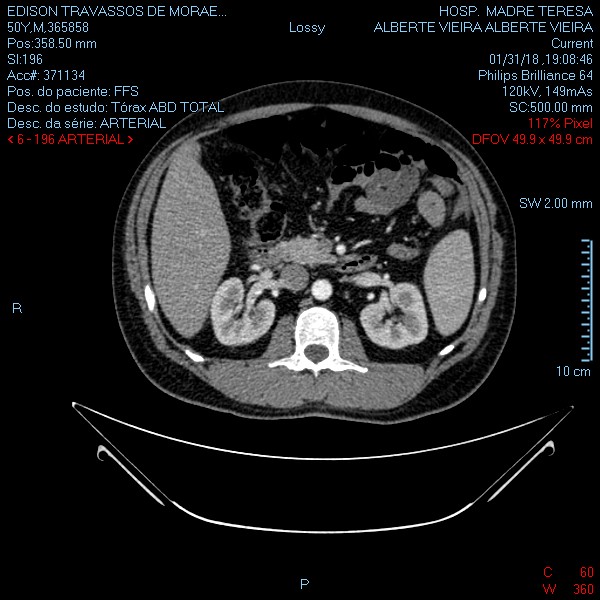 EDISON TRAVASSOS DE MORAE...
50Y,M,365858
Pos:358.50 mm
SI:196
Acc#: 371134
Pos. do paciente: FFS
Desc. do estudo: Tórax ABD TOTAL
Desc. da série: ARTERIAL
< 6 - 196 ARTERIAL >
Lossy
HOSP. MADRE TERESA
ALBERTE VIEIRA ALBERTE VIEIRA
Current
01/31/18 ,19:08:46
Philips Brilliance 64
120kV, 149mAs
SC:500.00 mm
117% Pixel
DFOV 49.9 x 49.9 cm
SW 2.00 mm
R
10 cm
P
C 60
W 360